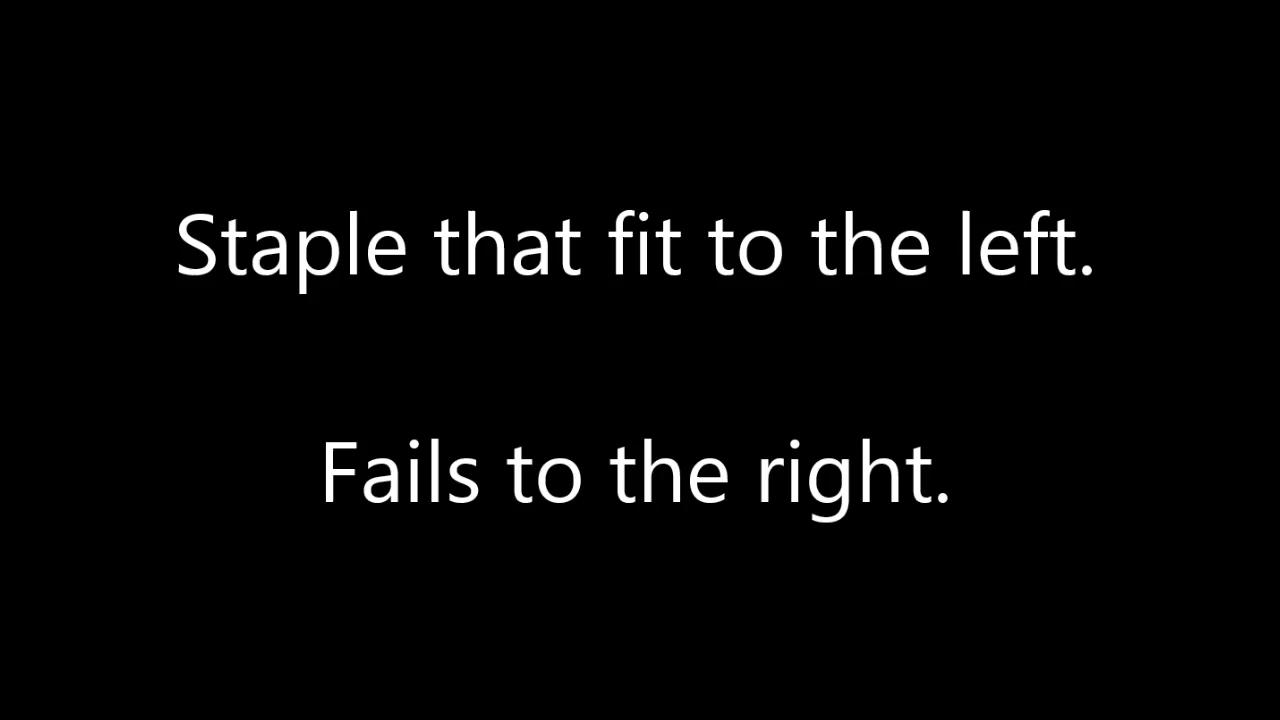 Staple that fit to the left.
Fails to the right.